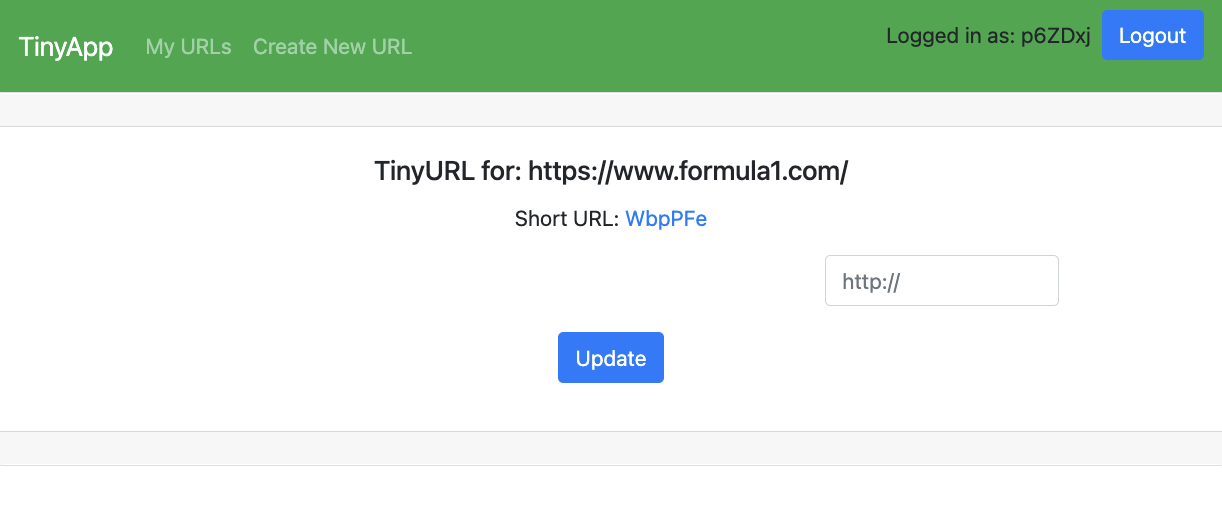 TinyApp My URLs Create New URL Logged in as: p6ZDxj Logout
TinyURL for: https://www.formula1.com/
Short URL: WbpPFe
http://
Update